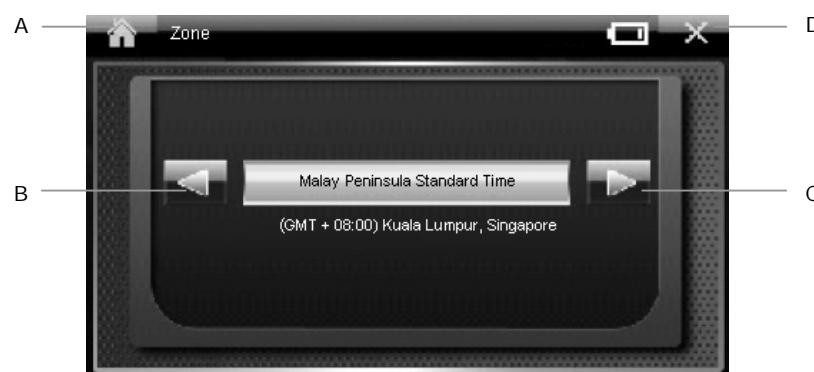 A Zone D
Malay Peninsula Standard Time
B C
(GMT + 08:00) Kuala Lumpur, Singapore